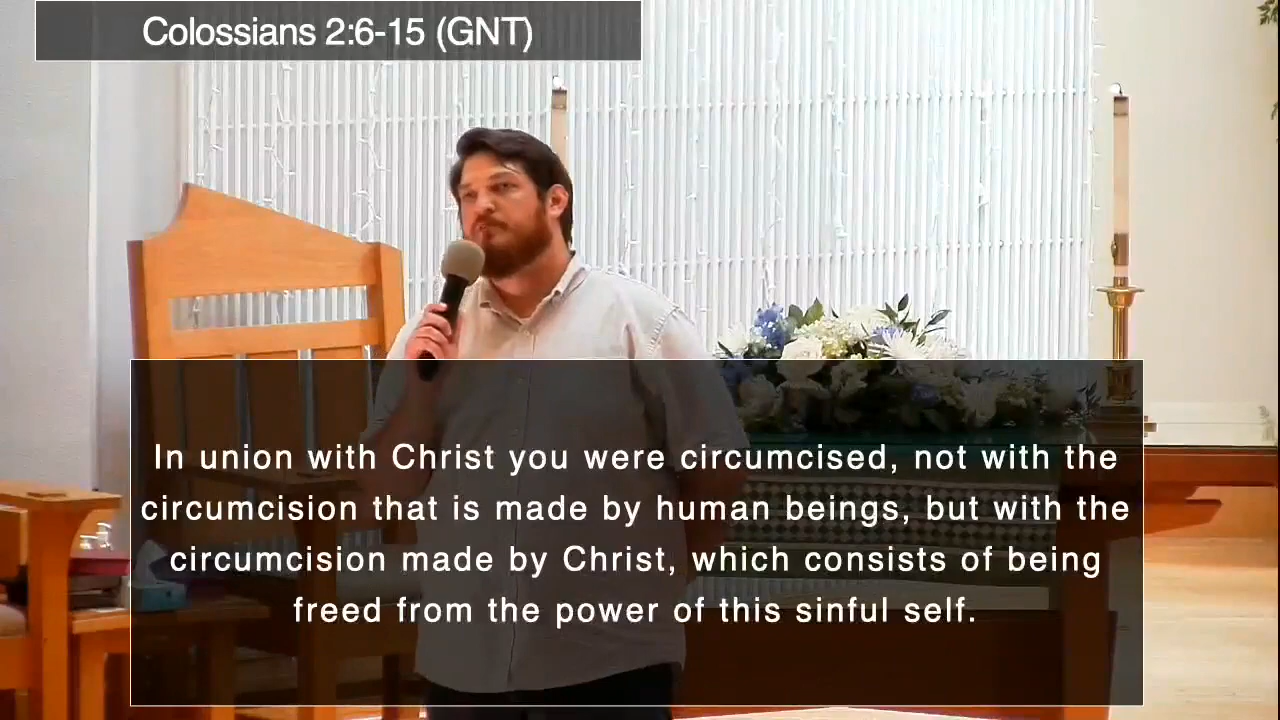 Colossians 2:6-15 (GNT)
In union with Christ you were circumcised, not with the
circumcision that is made by human beings, but with the
circumcision made by Christ, which consists of being
freed from the power of this sinful self.